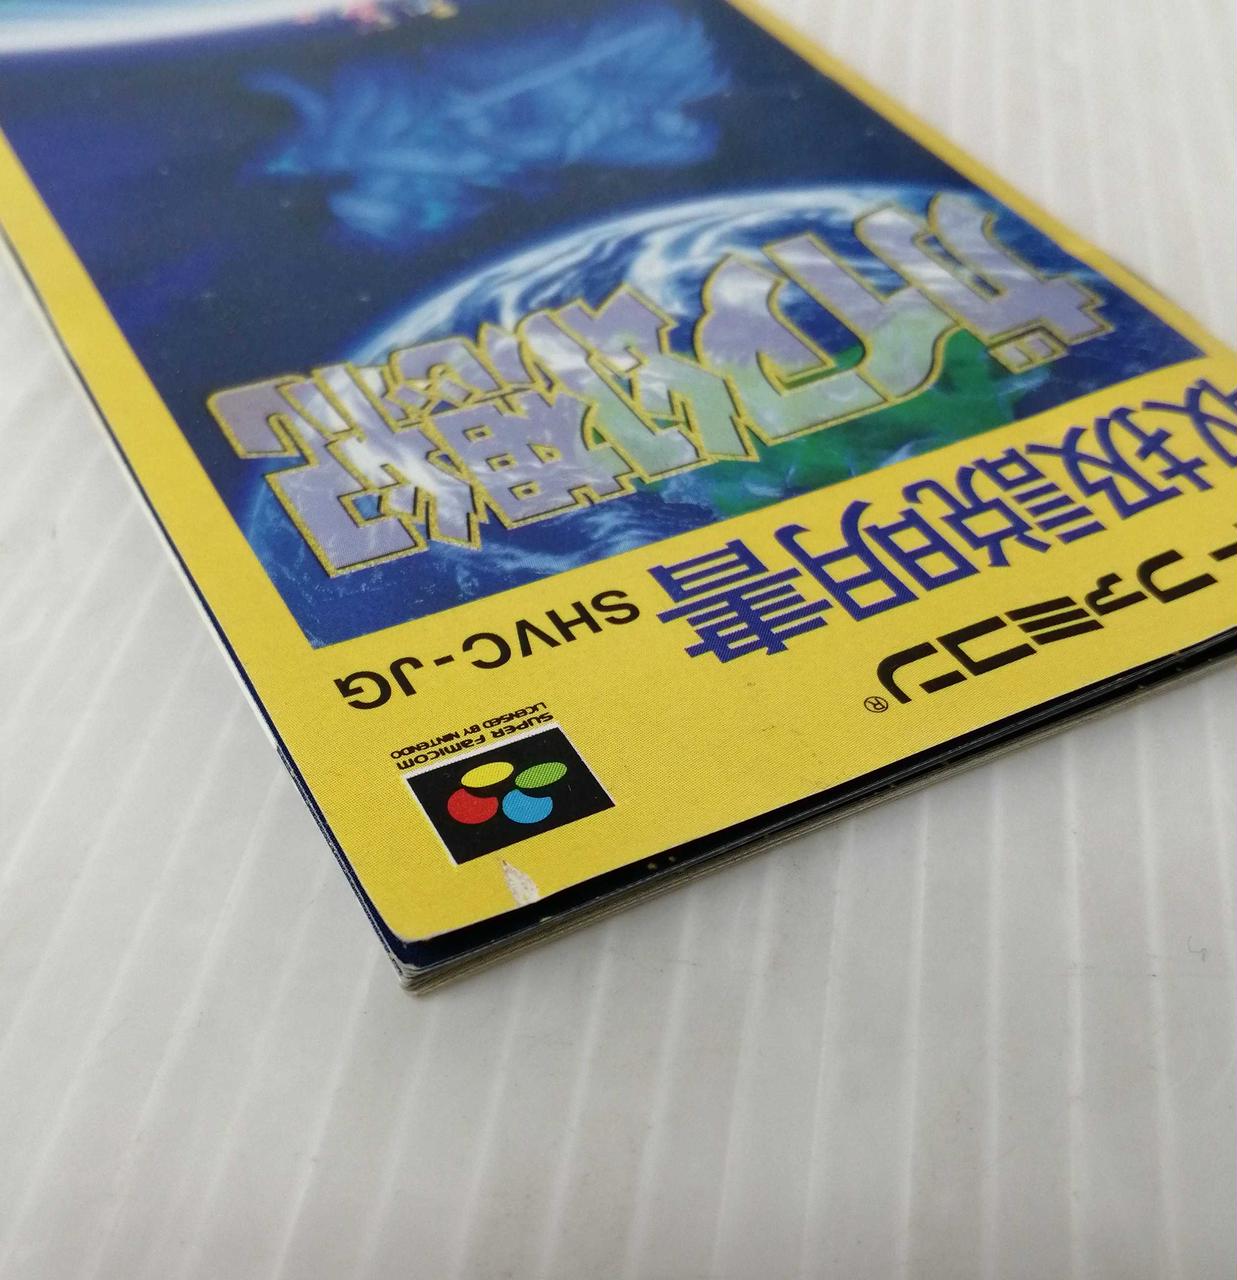 ーファミコン®
SUPER FAMICOM
LICENSED BY NINTENDO
取扱説明書
SHVC-JG
ガイア幻想紀